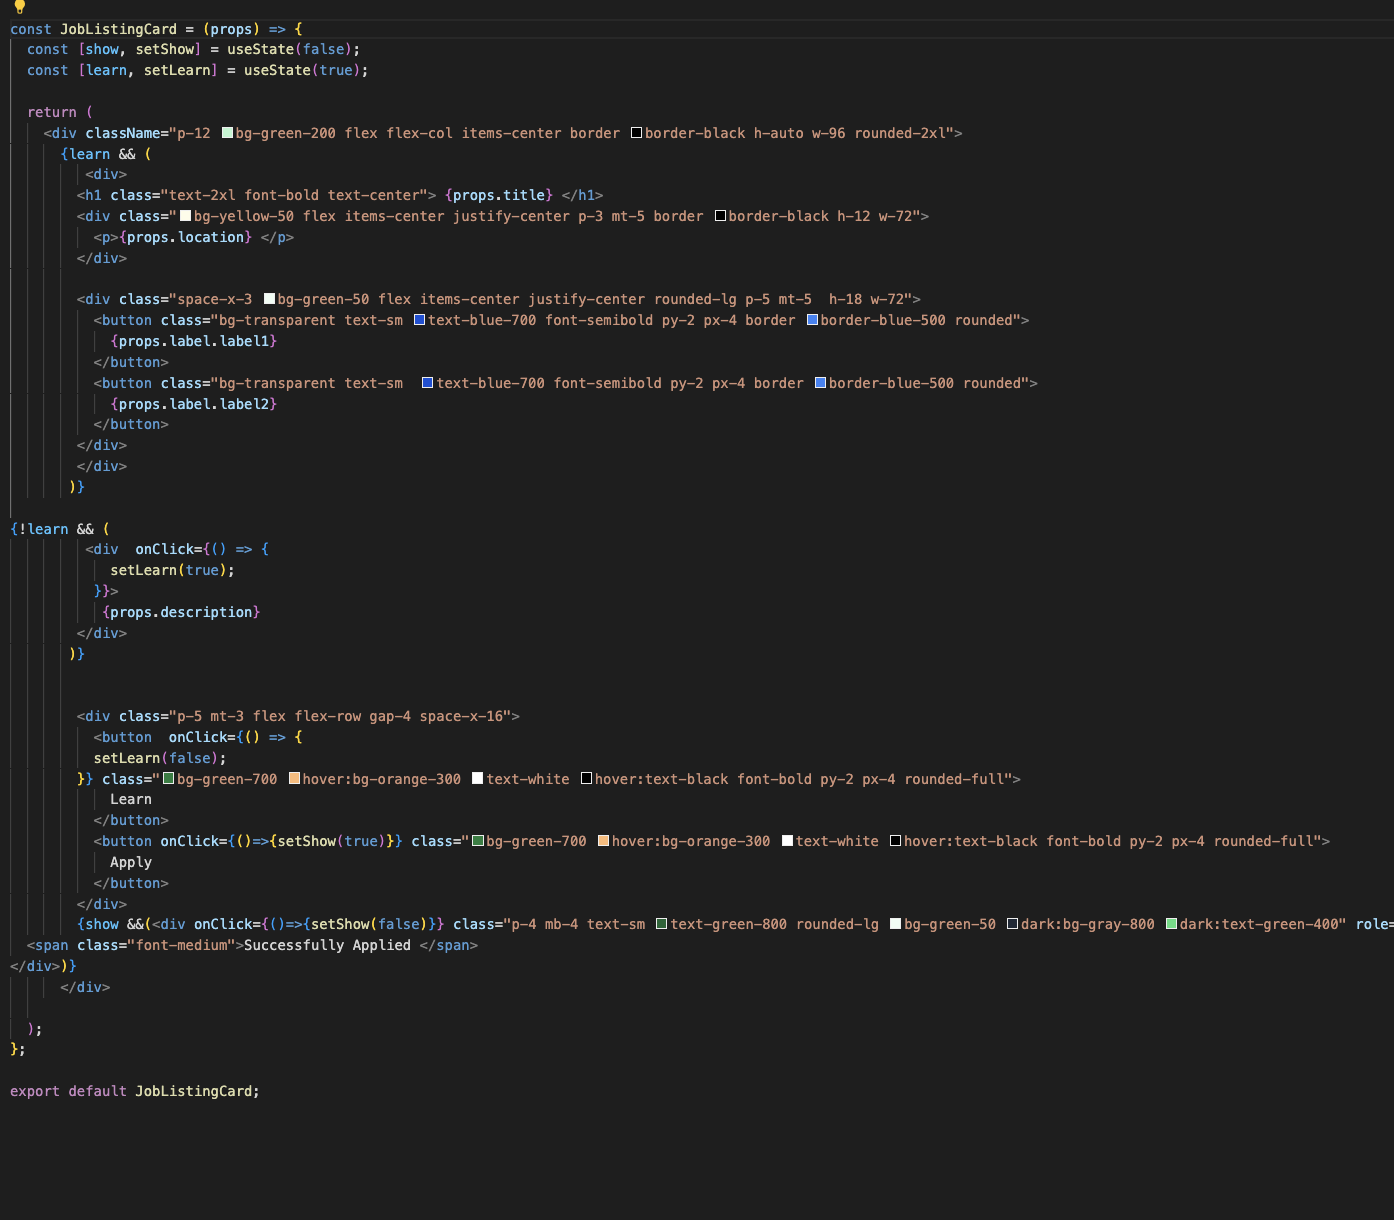 const JobListingCard = (props) => {
  const [show, setShow] = useState(false);
  const [learn, setLearn] = useState(true);

  return (
    <div className="p-12 bg-green-200 flex flex-col items-center border border-black h-auto w-96 rounded-2xl">
      {learn && (
         <div>
        <h1 class="text-2xl font-bold text-center"> {props.title} </h1>
        <div class="bg-yellow-50 flex items-center justify-center p-3 mt-5 border border-black h-12 w-72">
          <p>{props.location} </p>
        </div>

        <div class="space-x-3 bg-green-50 flex items-center justify-center rounded-lg p-5 mt-5  h-18 w-72">
          <button class="bg-transparent text-sm text-blue-700 font-semibold py-2 px-4 border border-blue-500 rounded">
            {props.label.label1}
          </button>
          <button class="bg-transparent text-sm  text-blue-700 font-semibold py-2 px-4 border border-blue-500 rounded">
            {props.label.label2}
          </button>
        </div>
        </div>
       )}

{!learn && (
         <div  onClick={() => {
            setLearn(true);
          }}>
           {props.description}
        </div>
       )}


        <div class="p-5 mt-3 flex flex-row gap-4 space-x-16">
          <button  onClick={() => {
          setLearn(false);
        }} class="bg-green-700 hover:bg-orange-300 text-white hover:text-black font-bold py-2 px-4 rounded-full">
            Learn
          </button>
          <button onClick={()=>{setShow(true)}} class="bg-green-700 hover:bg-orange-300 text-white hover:text-black font-bold py-2 px-4 rounded-full">
            Apply
          </button>
        </div>
        {show &&(<div onClick={()=>{setShow(false)}} class="p-4 mb-4 text-sm text-green-800 rounded-lg bg-green-50 dark:bg-gray-800 dark:text-green-400" role=
  <span class="font-medium">Successfully Applied </span>
</div>)}
      </div>

  );
};

export default JobListingCard;